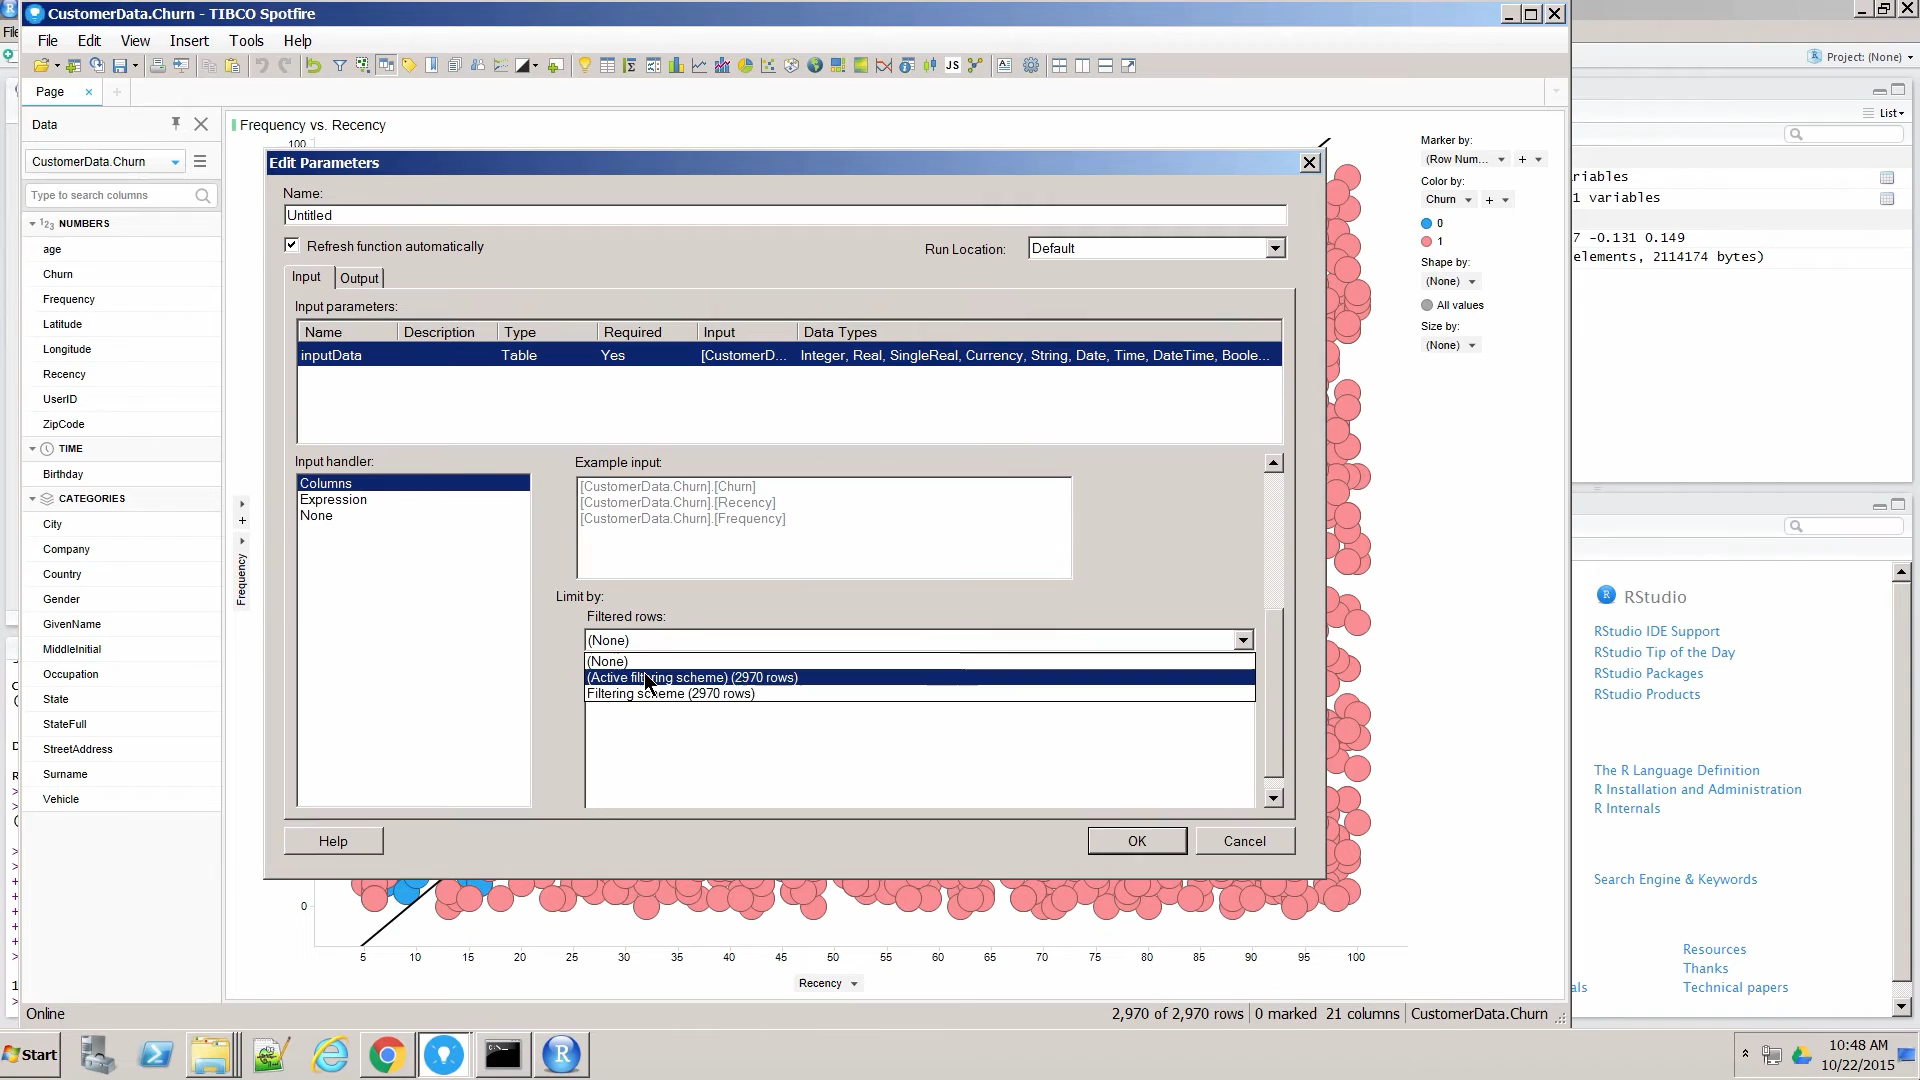 CustomerData.Churn - TIBCO Spotfire
File Edit View Insert Tools Help
Project: (None)
JS
Page
List
Data
CustomerData.Churn
Type to search columns
NUMBERS
age
Churn
Frequency
Latitude
Longitude
Recency
UserID
ZipCode
TIME
Birthday
CATEGORIES
City
Company
Country
Gender
GivenName
MiddleInitial
Occupation
State
StateFull
StreetAddress
Surname
Vehicle
Frequency vs. Recency
100
Frequency
0
5 10 15 20 25 30 35 40 45 50 55 60 65 70 75 80 85 90 95 100
Recency
Edit Parameters
Name:
Untitled
Refresh function automatically
Run Location: Default
Input Output
Input parameters:
Name Description Type Required Input Data Types
inputData Table Yes [CustomerD... Integer, Real, SingleReal, Currency, String, Date, Time, DateTime, Boole...
Input handler:
Columns
Expression
None
Example input:
[CustomerData.Churn].[Churn]
[CustomerData.Churn].[Recency]
[CustomerData.Churn].[Frequency]
Limit by:
Filtered rows:
(None)
(None)
(Active filtering scheme) (2970 rows)
Filtering scheme (2970 rows)
Help OK Cancel
Marker by:
(Row Num...
Color by:
Churn
0
1
Shape by:
(None)
All values
Size by:
(None)
riables
1 variables
7 -0.131 0.149
elements, 2114174 bytes)
RStudio
RStudio IDE Support
RStudio Tip of the Day
RStudio Packages
RStudio Products
The R Language Definition
R Installation and Administration
R Internals
Search Engine & Keywords
Resources
Thanks
als Technical papers
Online 2,970 of 2,970 rows 0 marked 21 columns CustomerData.Churn
Start
10:48 AM
10/22/2015